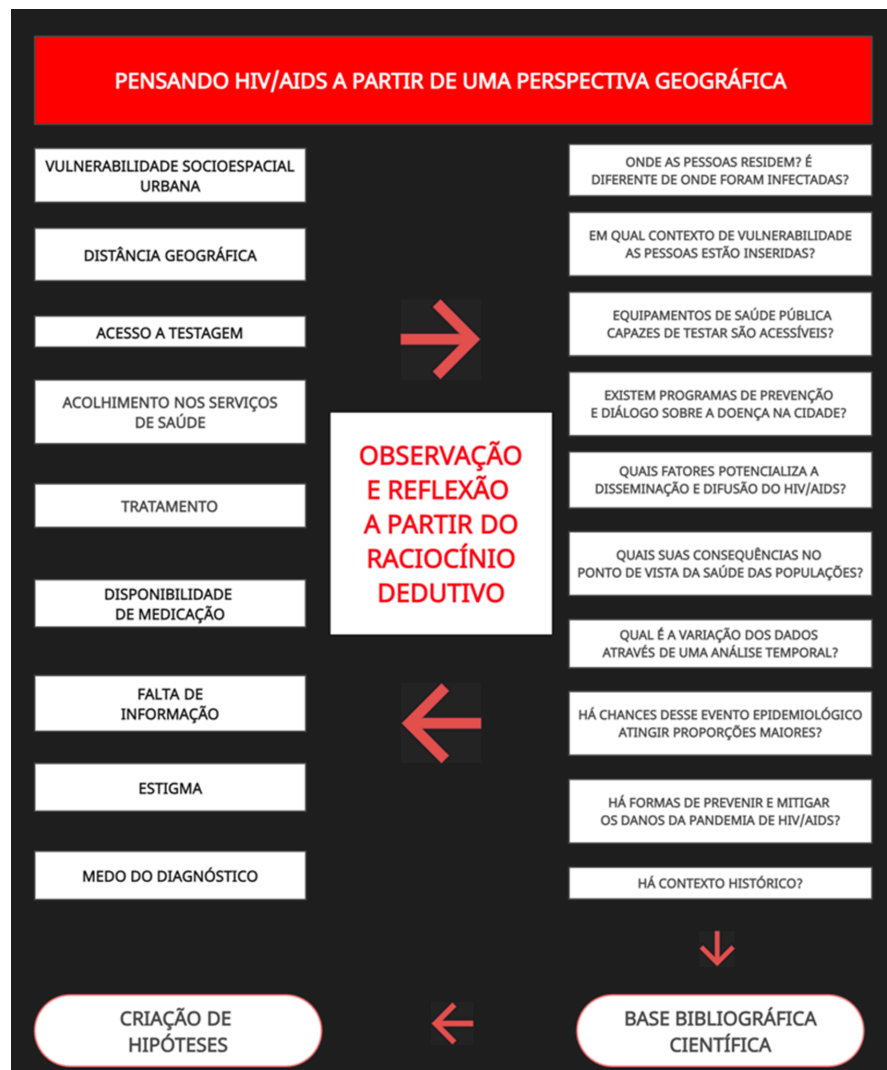 PENSANDO HIV/AIDS A PARTIR DE UMA PERSPECTIVA GEOGRÁFICA
VULNERABILIDADE SOCIOESPACIAL
URBANA
DISTÂNCIA GEOGRÁFICA
ACESSO A TESTAGEM
ACOLHIMENTO NOS SERVIÇOS
DE SAÚDE
TRATAMENTO
DISPONIBILIDADE
DE MEDICAÇÃO
FALTA DE
INFORMAÇÃO
ESTIGMA
MEDO DO DIAGNÓSTICO
OBSERVAÇÃO
E REFLEXÃO
A PARTIR DO
RACIOCÍNIO
DEDUTIVO
ONDE AS PESSOAS RESIDEM? É
DIFERENTE DE ONDE FORAM INFECTADAS?
EM QUAL CONTEXTO DE VULNERABILIDADE
AS PESSOAS ESTÃO INSERIDAS?
EQUIPAMENTOS DE SAÚDE PÚBLICA
CAPAZES DE TESTAR SÃO ACESSÍVEIS?
EXISTEM PROGRAMAS DE PREVENÇÃO
E DIÁLOGO SOBRE A DOENÇA NA CIDADE?
QUAIS FATORES POTENCIALIZA A
DISSEMINAÇÃO E DIFUSÃO DO HIV/AIDS?
QUAIS SUAS CONSEQUÊNCIAS NO
PONTO DE VISTA DA SAÚDE DAS POPULAÇÕES?
QUAL É A VARIAÇÃO DOS DADOS
ATRAVÉS DE UMA ANÁLISE TEMPORAL?
HÁ CHANCES DESSE EVENTO EPIDEMIOLÓGICO
ATINGIR PROPORÇÕES MAIORES?
HÁ FORMAS DE PREVENIR E MITIGAR
OS DANOS DA PANDEMIA DE HIV/AIDS?
HÁ CONTEXTO HISTÓRICO?
BASE BIBLIOGRÁFICA
CIENTÍFICA
CRIAÇÃO DE
HIPÓTESES